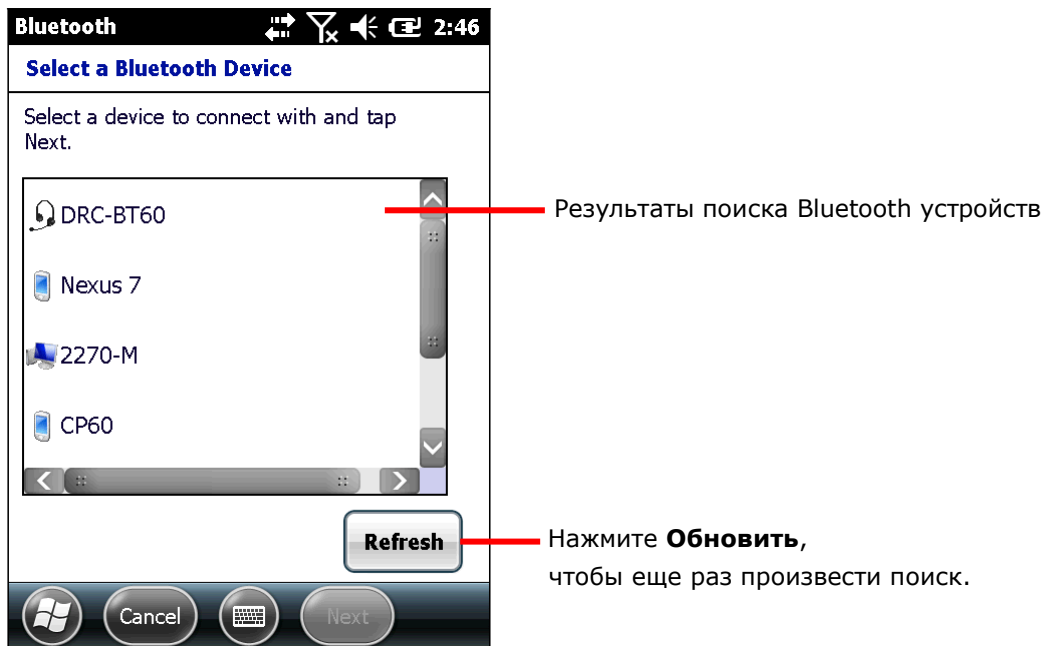 Bluetooth 2:46
Select a Bluetooth Device
Select a device to connect with and tap
Next.
DRC-BT60
Результаты поиска Bluetooth устройств
Nexus 7
2270-M
CP60
Refresh
Нажмите Обновить,
чтобы еще раз произвести поиск.
Cancel
Next